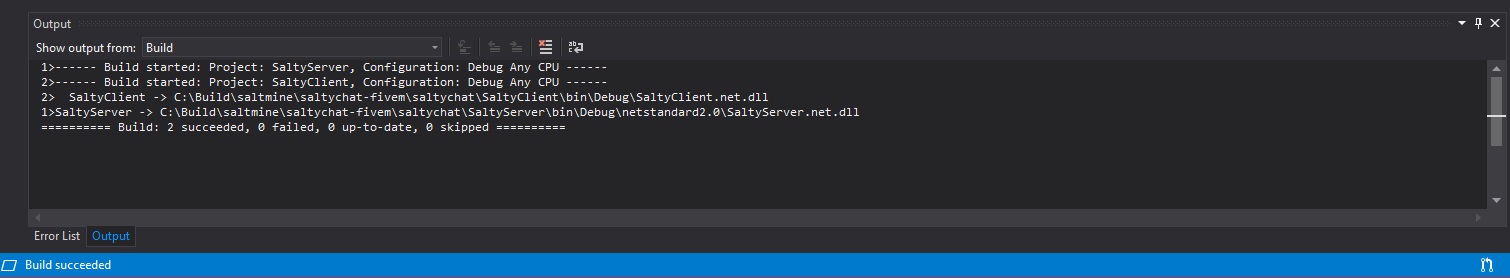 Output
Show output from: Build
1>------ Build started: Project: SaltyServer, Configuration: Debug Any CPU ------
2>------ Build started: Project: SaltyClient, Configuration: Debug Any CPU ------
2>  SaltyClient -> C:\Build\saltmine\saltychat-fivem\saltychat\SaltyClient\bin\Debug\SaltyClient.net.dll
1>SaltyServer -> C:\Build\saltmine\saltychat-fivem\saltychat\SaltyServer\bin\Debug\netstandard2.0\SaltyServer.net.dll
========== Build: 2 succeeded, 0 failed, 0 up-to-date, 0 skipped ==========
Error List Output
Build succeeded